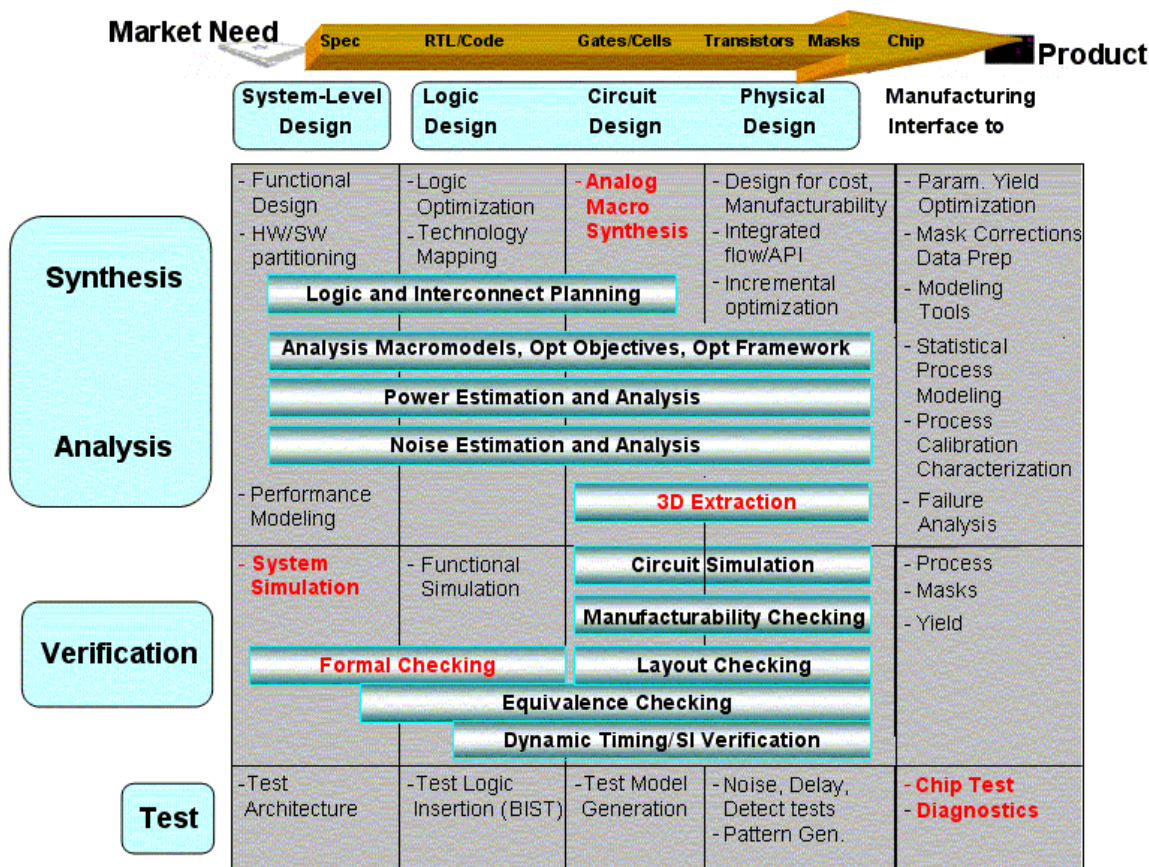 Market Need
Spec RTL/Code Gates/Cells Transistors Masks Chip
Product
System-Level
Design
Logic
Design
Circuit
Design
Physical
Design
Manufacturing
Interface to
Synthesis
Analysis
- Functional
Design
- HW/SW
partitioning
- Logic
Optimization
- Technology
Mapping
- Analog
Macro
Synthesis
- Design for cost,
Manufacturability
- Integrated
flow/API
- Incremental
optimization
- Param. Yield
Optimization
- Mask Corrections
Data Prep
- Modeling
Tools
Logic and Interconnect Planning
Analysis Macromodels, Opt Objectives, Opt Framework
Power Estimation and Analysis
Noise Estimation and Analysis
- Statistical
Process
Modeling
- Process
Calibration
Characterization
- Failure
Analysis
- Performance
Modeling
3D Extraction
Verification
- System
Simulation
- Functional
Simulation
Circuit Simulation
Manufacturability Checking
Formal Checking
Layout Checking
Equivalence Checking
Dynamic Timing/SI Verification
- Process
- Masks
- Yield
Test
-Test
Architecture
-Test Logic
Insertion (BIST)
-Test Model
Generation
- Noise, Delay,
Detect tests
- Pattern Gen.
- Chip Test
- Diagnostics